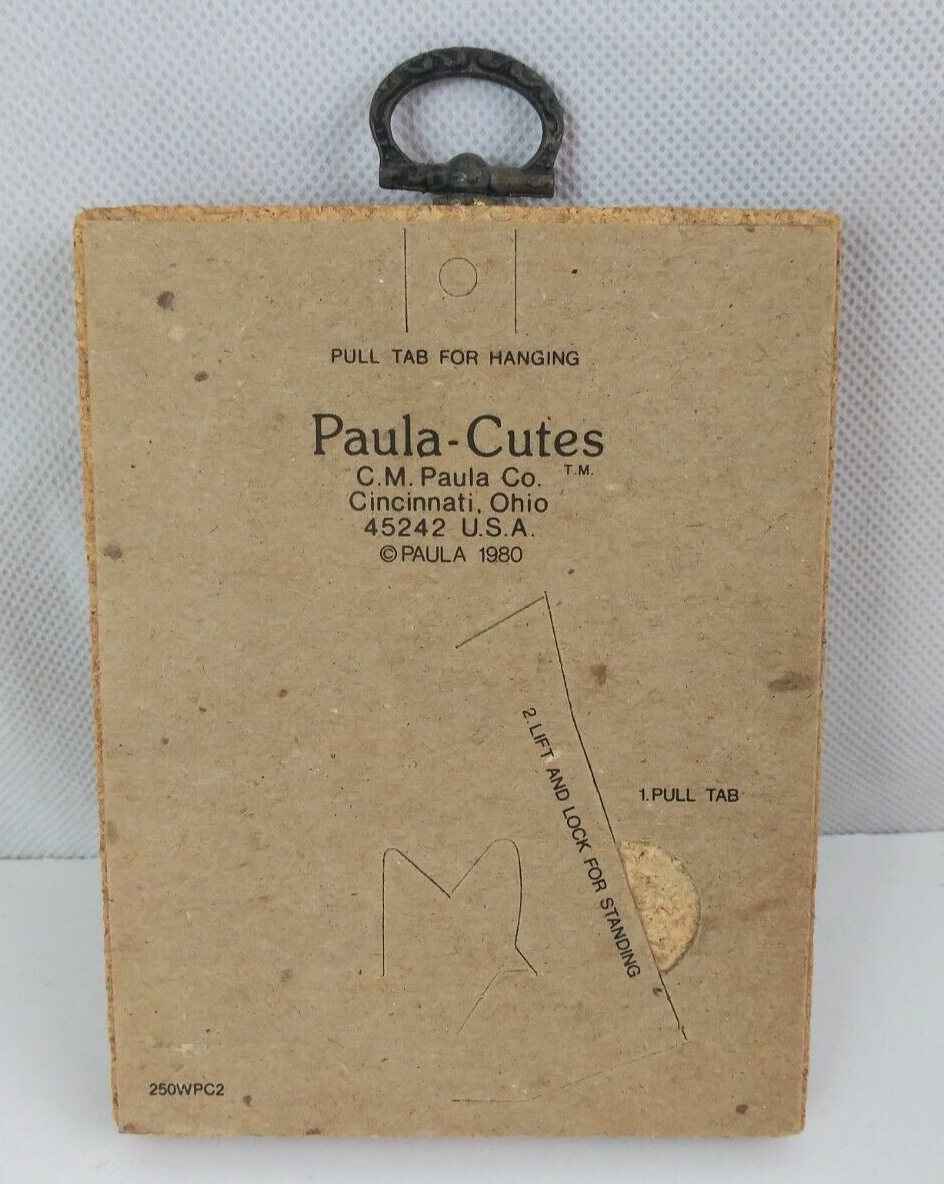 PULL TAB FOR HANGING
Paula-Cutes
T.M.
C.M. Paula Co.
Cincinnati, Ohio
45242 U.S.A.
©PAULA 1980
2.LIFT AND LOCK FOR STANDING
1.PULL TAB
250WPC2